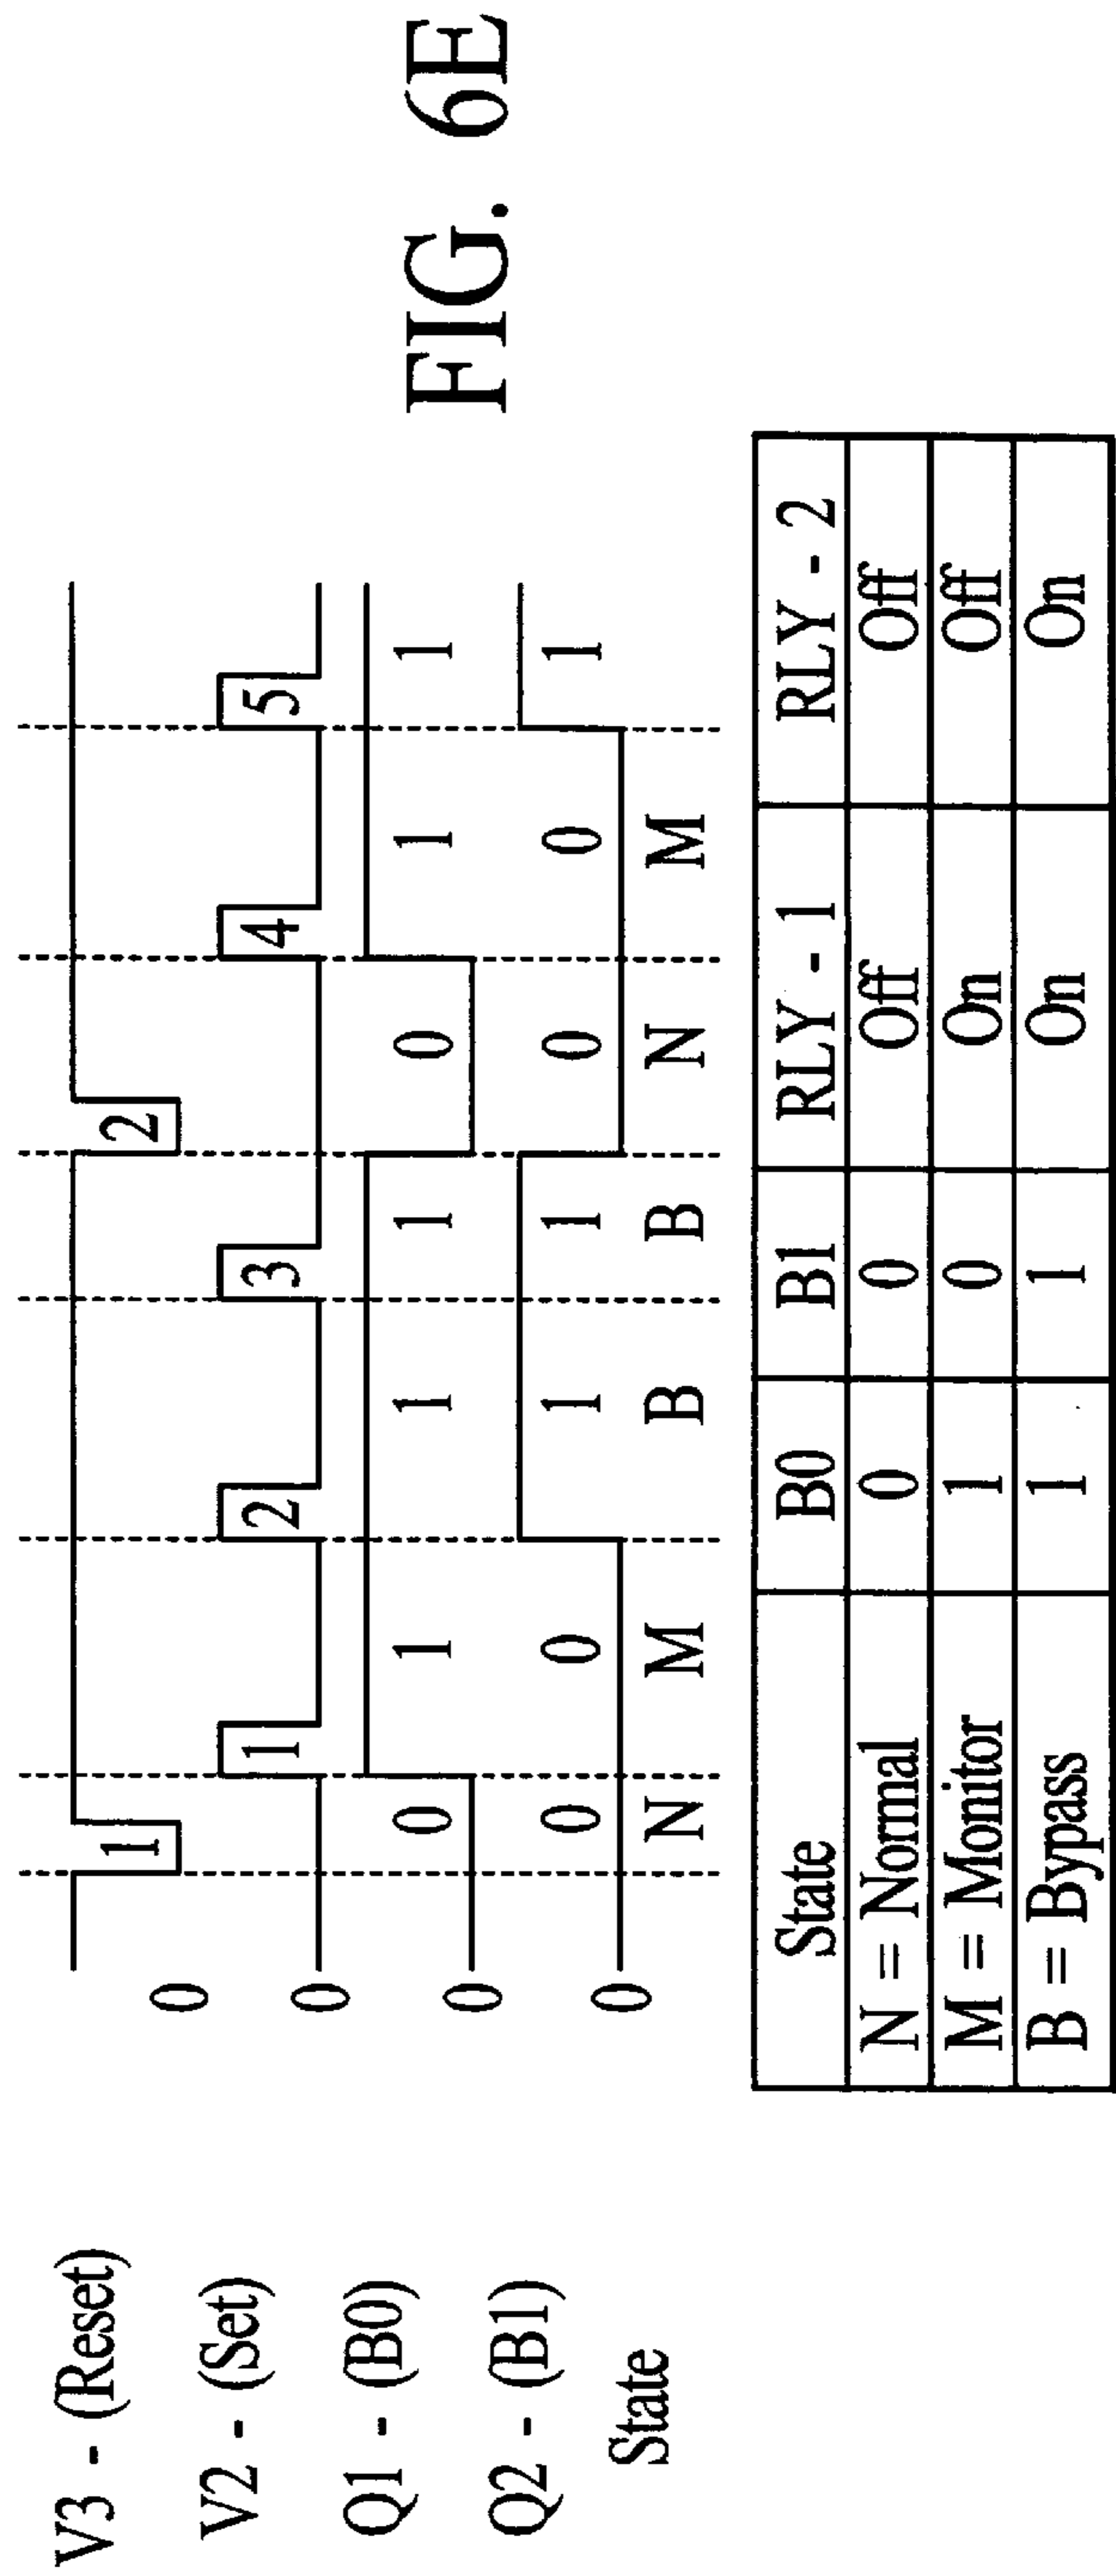 V3 - (Reset) 1 2
0
V2 - (Set) 1 2 3 4 5
0
Q1 - (B0) 0 1 1 1 0 1 1
0
Q2 - (B1) 0 0 1 1 0 0 1
0
State N M B B N M
FIG. 6E
State B0 B1 RLY - 1 RLY - 2
N = Normal 0 0 Off Off
M = Monitor 1 0 On Off
B = Bypass 1 1 On On